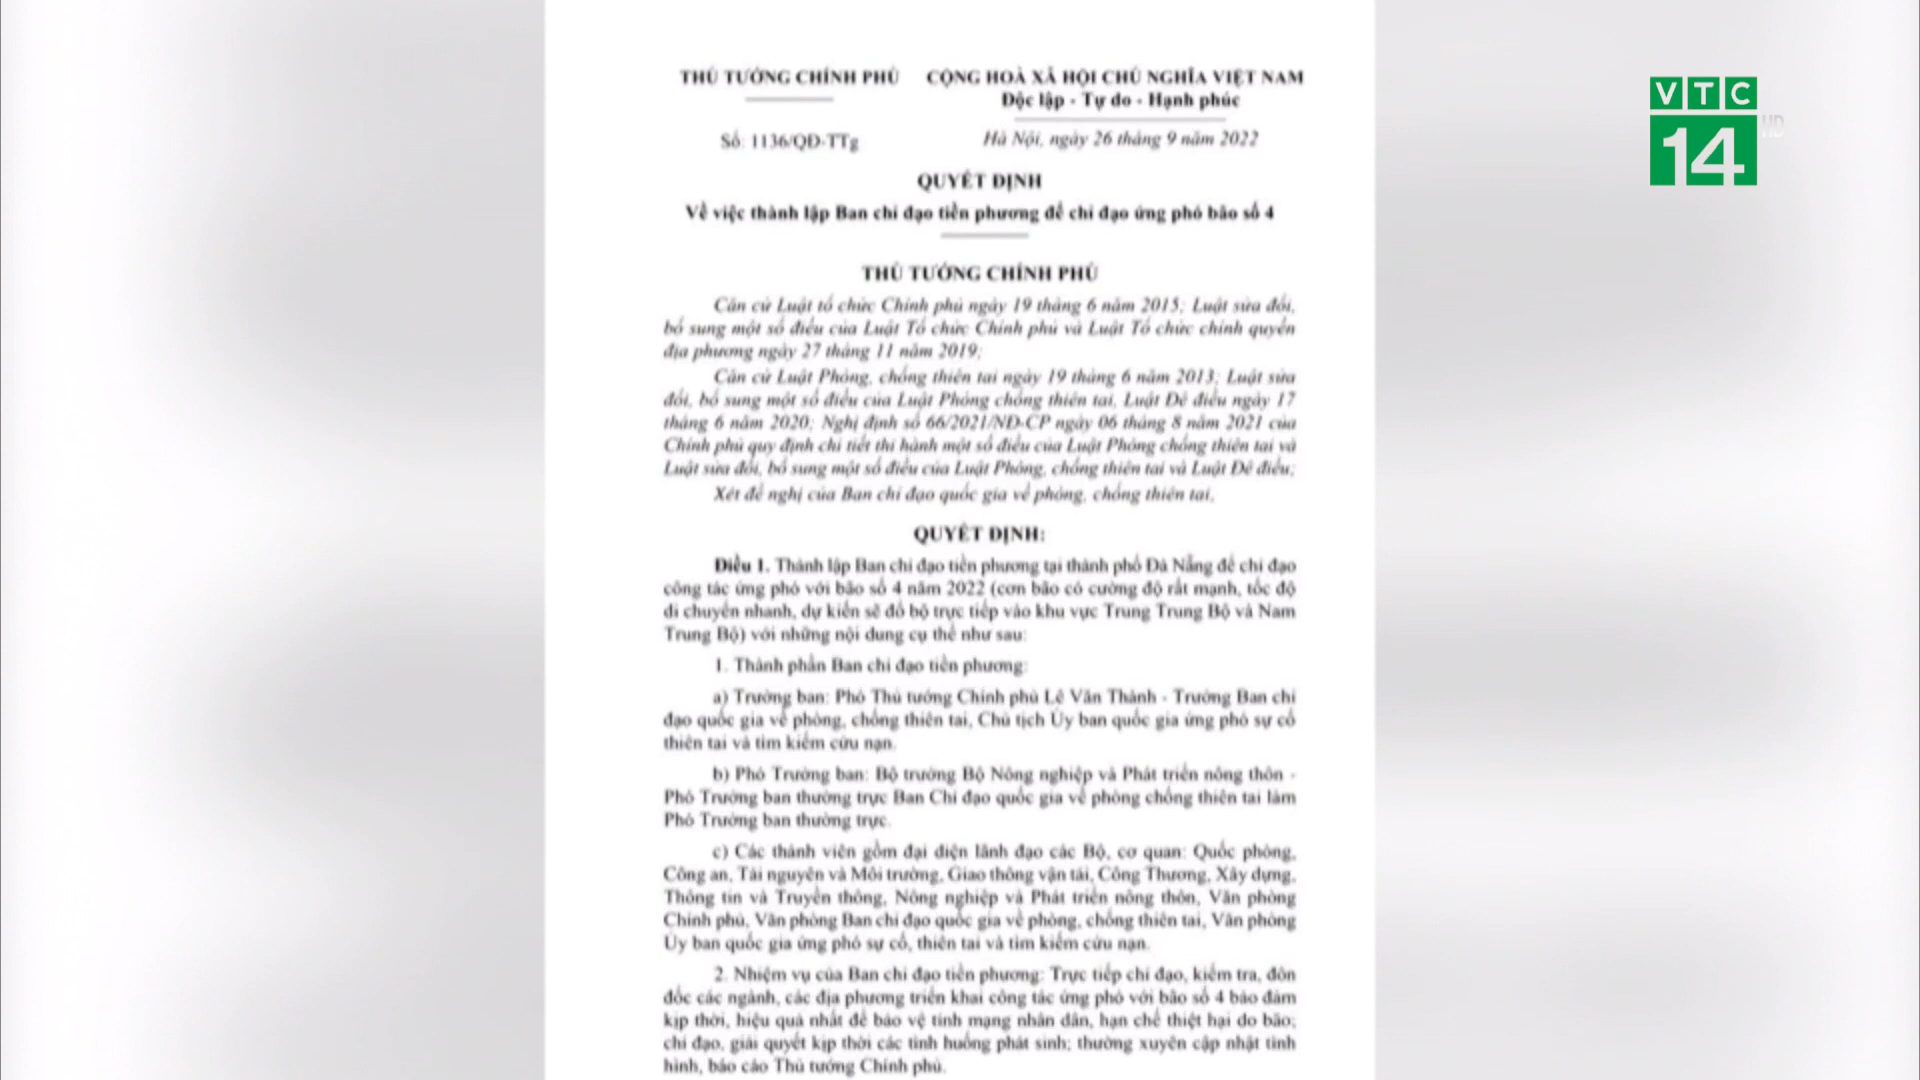 THỦ TƯỚNG CHÍNH PHỦ
CỘNG HOÀ XÃ HỘI CHỦ NGHĨA VIỆT NAM
Độc lập - Tự do - Hạnh phúc
Số: 1136/QĐ-TTg
Hà Nội, ngày 26 tháng 9 năm 2022
VTC
14
HD
QUYẾT ĐỊNH
Về việc thành lập Ban chỉ đạo tiền phương để chỉ đạo ứng phó bão số 4
THỦ TƯỚNG CHÍNH PHỦ
Căn cứ Luật tổ chức Chính phủ ngày 19 tháng 6 năm 2015; Luật sửa đổi,
bổ sung một số điều của Luật Tổ chức Chính phủ và Luật Tổ chức chính quyền
địa phương ngày 27 tháng 11 năm 2019;
Căn cứ Luật Phòng, chống thiên tai ngày 19 tháng 6 năm 2013; Luật sửa
đổi, bổ sung một số điều của Luật Phòng chống thiên tai, Luật Đê điều ngày 17
tháng 6 năm 2020; Nghị định số 66/2021/NĐ-CP ngày 06 tháng 8 năm 2021 của
Chính phủ quy định chi tiết thi hành một số điều của Luật Phòng chống thiên tai và
Luật sửa đổi, bổ sung một số điều của Luật Phòng, chống thiên tai và Luật Đê điều;
Xét đề nghị của Ban chỉ đạo quốc gia về phòng, chống thiên tai,
QUYẾT ĐỊNH:
Điều 1. Thành lập Ban chỉ đạo tiền phương tại thành phố Đà Nẵng để chỉ đạo
công tác ứng phó với bão số 4 năm 2022 (cơn bão có cường độ rất mạnh, tốc độ
di chuyển nhanh, dự kiến sẽ đổ bộ trực tiếp vào khu vực Trung Trung Bộ và Nam
Trung Bộ) với những nội dung cụ thể như sau:
1. Thành phần Ban chỉ đạo tiền phương:
a) Trưởng ban: Phó Thủ tướng Chính phủ Lê Văn Thành - Trưởng Ban chỉ
đạo quốc gia về phòng, chống thiên tai, Chủ tịch Ủy ban quốc gia ứng phó sự cố
thiên tai và tìm kiếm cứu nạn.
b) Phó Trưởng ban: Bộ trưởng Bộ Nông nghiệp và Phát triển nông thôn -
Phó Trưởng ban thường trực Ban Chỉ đạo quốc gia về phòng chống thiên tai làm
Phó Trưởng ban thường trực.
c) Các thành viên gồm đại diện lãnh đạo các Bộ, cơ quan: Quốc phòng,
Công an, Tài nguyên và Môi trường, Giao thông vận tải, Công Thương, Xây dựng,
Thông tin và Truyền thông, Nông nghiệp và Phát triển nông thôn, Văn phòng
Chính phủ, Văn phòng Ban chỉ đạo quốc gia về phòng, chống thiên tai, Văn phòng
Ủy ban quốc gia ứng phó sự cố, thiên tai và tìm kiếm cứu nạn.
2. Nhiệm vụ của Ban chỉ đạo tiền phương: Trực tiếp chỉ đạo, kiểm tra, đôn
đốc các ngành, các địa phương triển khai công tác ứng phó với bão số 4 bảo đảm
kịp thời, hiệu quả nhất để bảo vệ tính mạng nhân dân, hạn chế thiệt hại do bão;
chỉ đạo, giải quyết kịp thời các tình huống phát sinh; thường xuyên cập nhật tình
hình, báo cáo Thủ tướng Chính phủ.